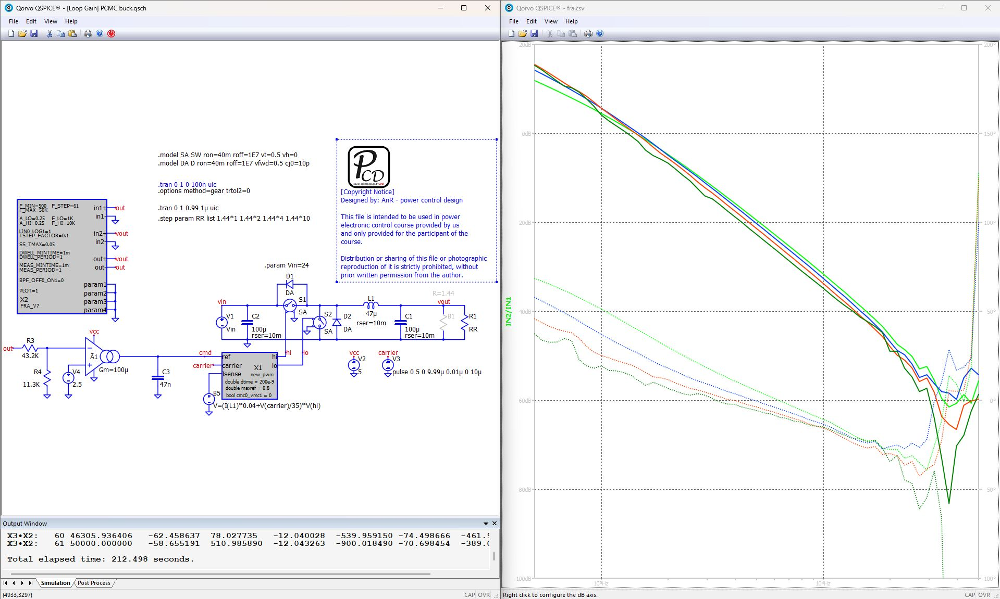 Qorvo QSPICE® - [Loop Gain] PCMC buck.qsch
File Edit View Help
.model SA SW ron=40m roff=1E7 vt=0.5 vh=0
.model DA D ron=40m roff=1E7 vfwd=0.5 cj0=10p
.tran 0 1 0 100n uic
.options method=gear trtol2=0
.tran 0 1 0.99 1µ uic
.step param RR list 1.44*1 1.44*2 1.44*4 1.44*10
PCD
power control design by AnR
[Copyright Notice]
Designed by: AnR - power control design
This file is intended to be used in power
electronic control course provided by us
and only provided for the participant of the
course.
Distribution or sharing of this file or photographic
reproduction of it is strictly prohibited, without
prior written permission from the author.
F_MIN=500 F_STEP=61
F_MAX=50K
A_LO=0.25 F_LO=1K
A_HI=0.25 F_HI=10K
LIN0_LOG1=1
TSTEP_FACTOR=0.1
SS_TMAX=0.05
DWELL_MINTIME=1m
DWELL_PERIOD=1
MEAS_MINTIME=1m
MEAS_PERIOD=1
BPF_OFF0_ON1=0
PLOT=1
X2
FRA_V7
in1+ out
in1-
in2+ vout
in2-
out+ vout
out- out
param1
param2
param3
param4
.param Vin=24
D1
DA
S1
SA
vin
V1
Vin
C2
100µ
rser=10m
S2
SA
D2
DA
L1
47µ
rser=10m
C1
100µ
rser=10m
R=1.44
vout
B1
R1
RR
out
R3
43.2K
R4
11.3K
V4
2.5
vcc
Ã1
Gm=100µ
C3
47n
cmd
carrier
ref
carrier
Isense
hi
lo
X1
new_pwm
double dtime = 200e-9
double maxref = 0.8
bool cmc0_vmc1 = 0
hi
lo
B5
V=(I(L1)*0.04+V(carrier)/35)*V(hi)
vcc
V2
5
carrier
V3
pulse 0 5 0 9.99µ 0.01µ 0 10µ
Output Window
X3•X2: 60 46305.936406 -62.458637 78.027735 -12.040028 -539.959150 -74.498666
X3•X2: 61 50000.000000 -58.655191 510.985890 -12.043263 -900.018490 -70.698454
Total elapsed time: 212.498 seconds.
Simulation Post Process
(4933,3297)
CAP OVR
Qorvo QSPICE® - fra.csv
File Edit View Help
20dB
0dB
-20dB
-40dB
-60dB
-80dB
-100dB
IN2/IN1
200°
150°
100°
50°
0°
-50°
-100°
10³Hz
10⁴Hz
Right click to configure the dB axis.
CAP OVR